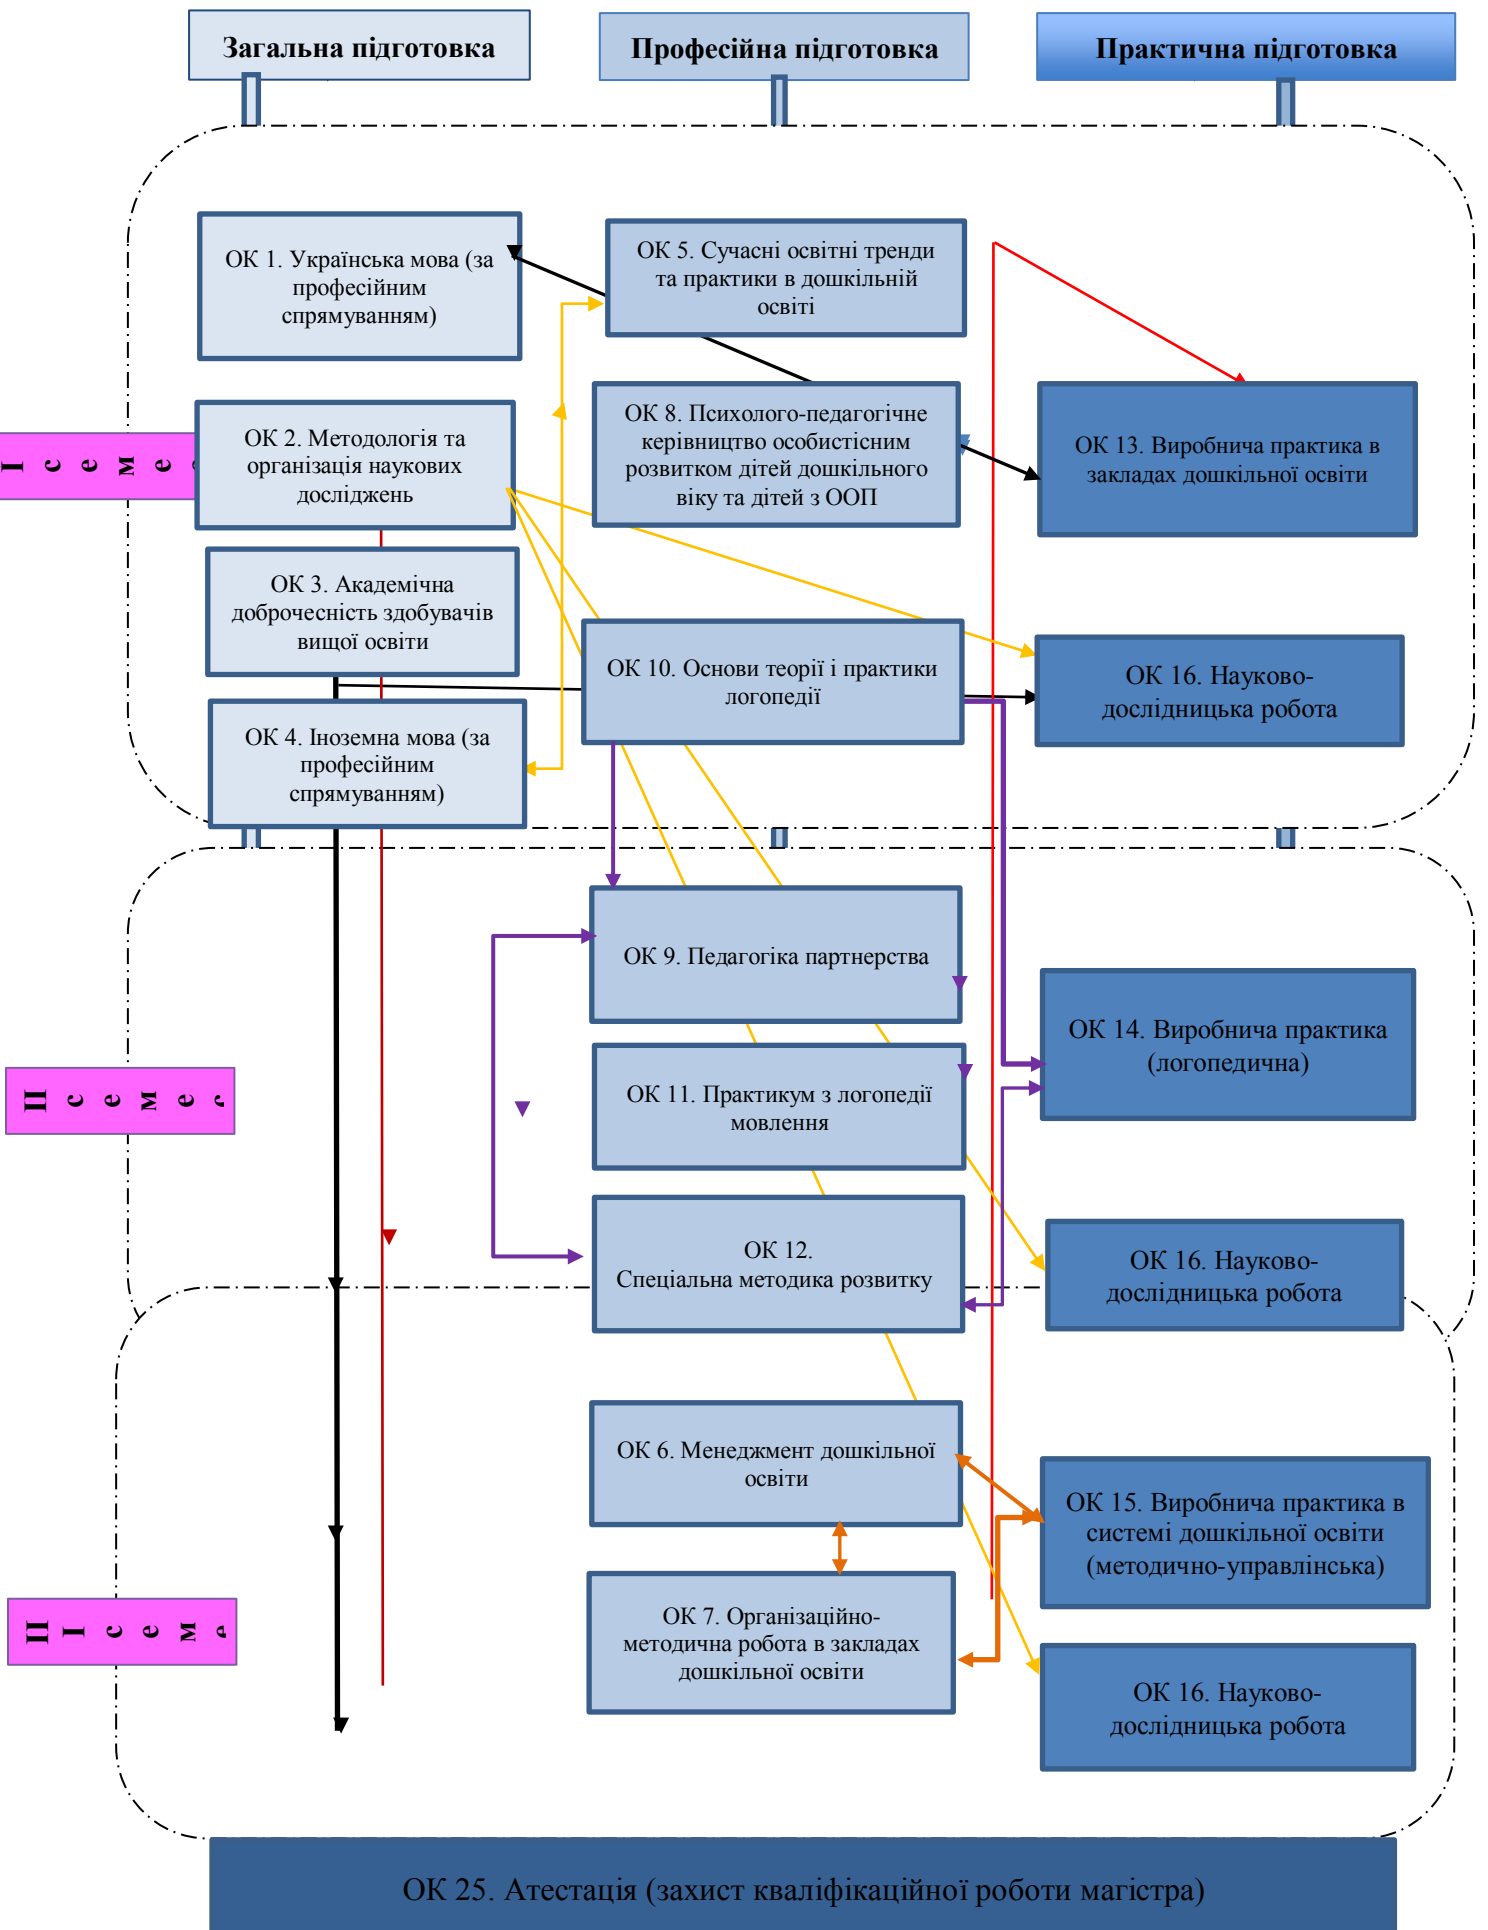 Загальна підготовка
Професійна підготовка
Практична підготовка
ОК 1. Українська мова (за
професійним
спрямуванням)
ОК 5. Сучасні освітні тренди
та практики в дошкільній
освіті
ОК 2. Методологія та
організація наукових
досліджень
ОК 8. Психолого-педагогічне
керівництво особистісним
розвитком дітей дошкільного
віку та дітей з ООП
ОК 13. Виробнича практика в
закладах дошкільної освіти
І семе
ОК 3. Академічна
доброчесність здобувачів
вищої освіти
ОК 10. Основи теорії і практики
логопедії
ОК 16. Науково-
дослідницька робота
ОК 4. Іноземна мова (за
професійним
спрямуванням)
ОК 9. Педагогіка партнерства
ОК 14. Виробнича практика
(логопедична)
ІІ семес
ОК 11. Практикум з логопедії
мовлення
ОК 12.
Спеціальна методика розвитку
ОК 16. Науково-
дослідницька робота
ОК 6. Менеджмент дошкільної
освіти
ОК 15. Виробнича практика в
системі дошкільної освіти
(методично-управлінська)
ІІІ семе
ОК 7. Організаційно-
методична робота в закладах
дошкільної освіти
ОК 16. Науково-
дослідницька робота
ОК 25. Атестація (захист кваліфікаційної роботи магістра)